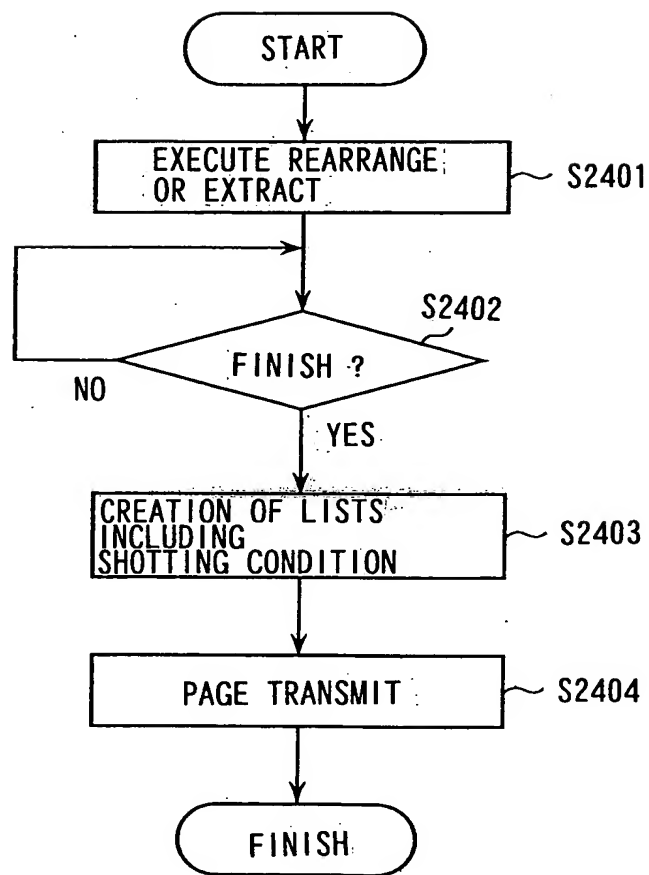 START
EXECUTE REARRANGE
OR EXTRACT
S2401
S2402
FINISH ?
NO
YES
CREATION OF LISTS
INCLUDING
SHOTTING CONDITION
S2403
PAGE TRANSMIT
S2404
FINISH